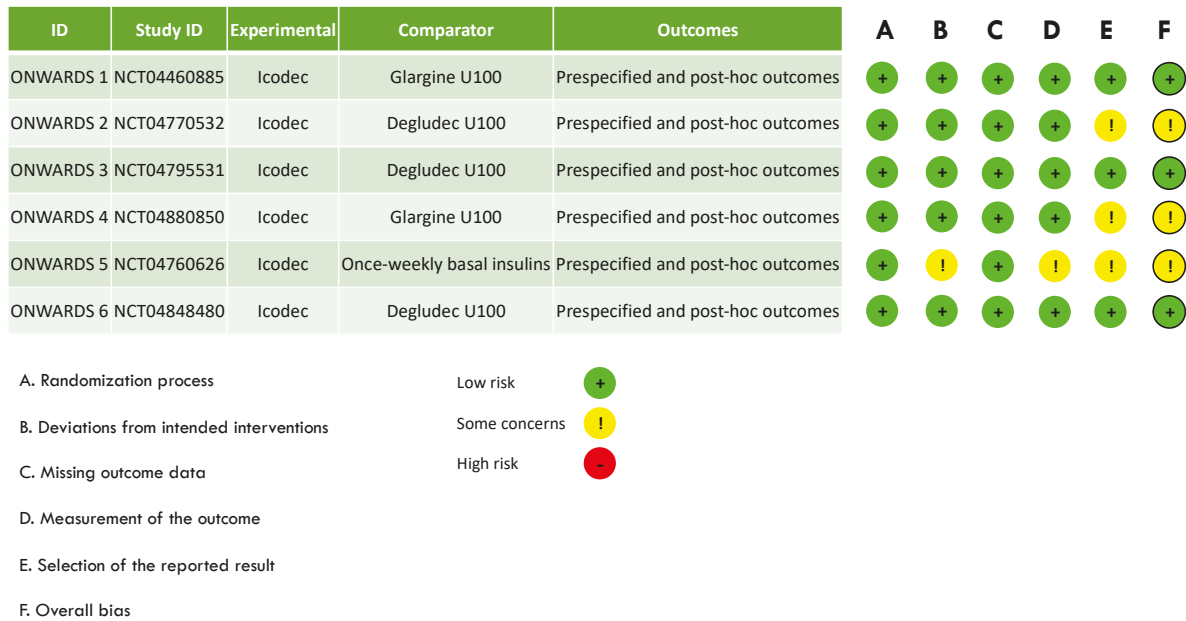 ID Study ID Experimental Comparator Outcomes A B C D E F
ONWARDS 1 NCT04460885 Icodec Glargine U100 Prespecified and post-hoc outcomes + + + + + +
ONWARDS 2 NCT04770532 Icodec Degludec U100 Prespecified and post-hoc outcomes + + + + ! !
ONWARDS 3 NCT04795531 Icodec Degludec U100 Prespecified and post-hoc outcomes + + + + + +
ONWARDS 4 NCT04880850 Icodec Glargine U100 Prespecified and post-hoc outcomes + + + + ! !
ONWARDS 5 NCT04760626 Icodec Once-weekly basal insulins Prespecified and post-hoc outcomes + ! + ! ! !
ONWARDS 6 NCT04848480 Icodec Degludec U100 Prespecified and post-hoc outcomes + + + + + +
A. Randomization process
B. Deviations from intended interventions
C. Missing outcome data
D. Measurement of the outcome
E. Selection of the reported result
F. Overall bias
Low risk +
Some concerns !
High risk -